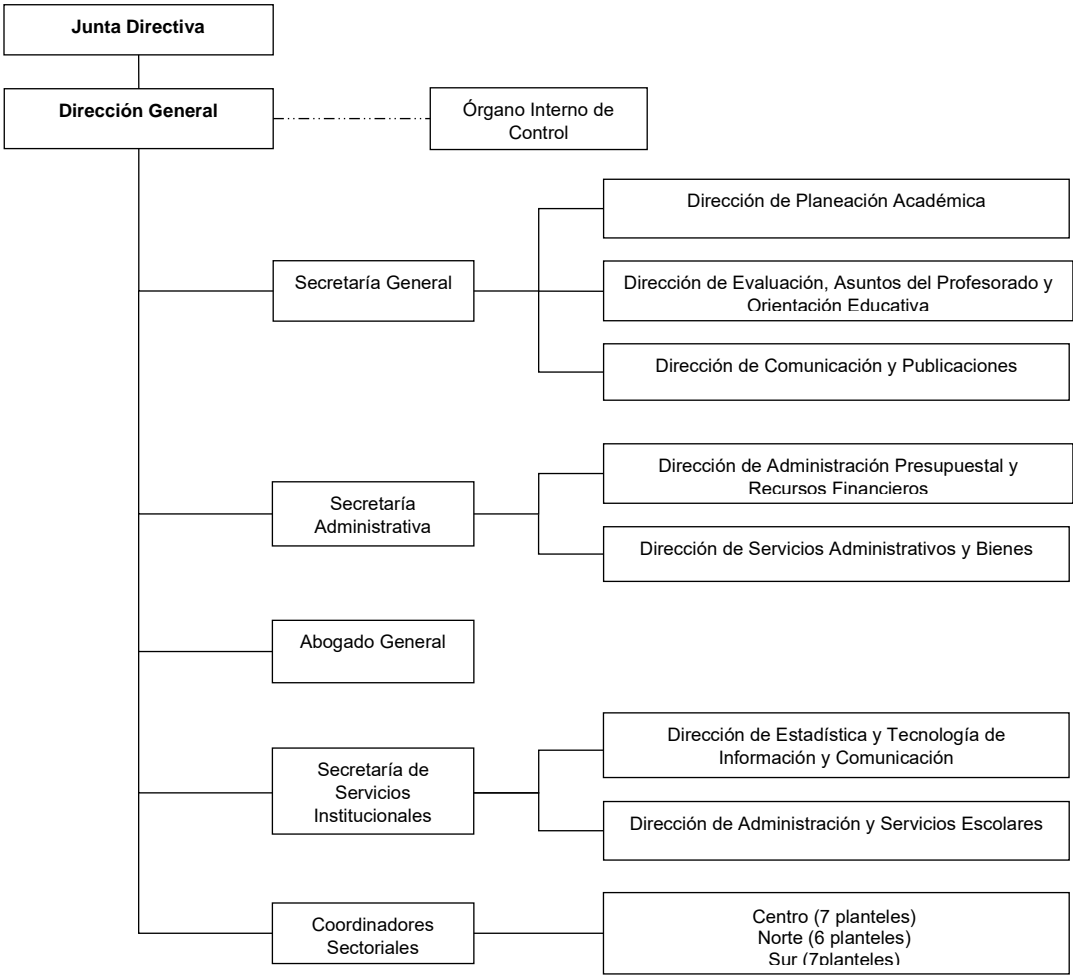 Junta Directiva
Dirección General
Órgano Interno de
Control
Dirección de Planeación Académica
Secretaría General
Dirección de Evaluación, Asuntos del Profesorado y
Orientación Educativa
Dirección de Comunicación y Publicaciones
Dirección de Administración Presupuestal y
Recursos Financieros
Secretaría
Administrativa
Dirección de Servicios Administrativos y Bienes
Abogado General
Dirección de Estadística y Tecnología de
Información y Comunicación
Secretaría de
Servicios
Institucionales
Dirección de Administración y Servicios Escolares
Coordinadores
Sectoriales
Centro (7 planteles)
Norte (6 planteles)
Sur (7planteles)